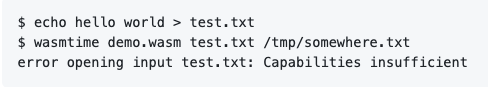 $ echo hello world > test.txt
$ wasmtime demo.wasm test.txt /tmp/somewhere.txt
error opening input test.txt: Capabilities insufficient